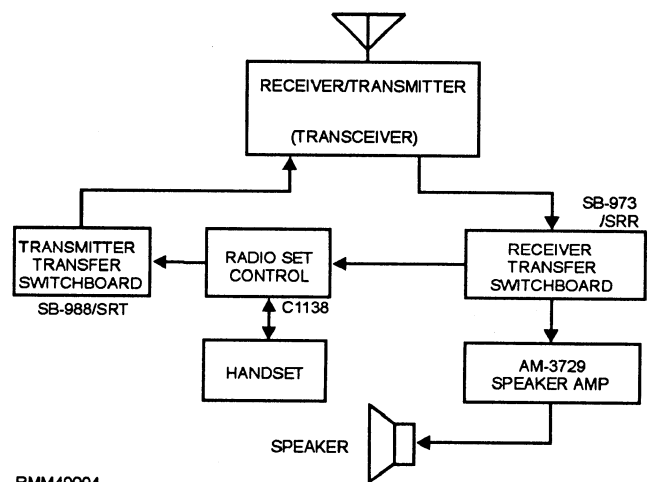 RECEIVER/TRANSMITTER
(TRANSCEIVER)
SB-973
/SRR
TRANSMITTER
TRANSFER
SWITCHBOARD
SB-988/SRT
RADIO SET
CONTROL
C1138
RECEIVER
TRANSFER
SWITCHBOARD
HANDSET
AM-3729
SPEAKER AMP
SPEAKER